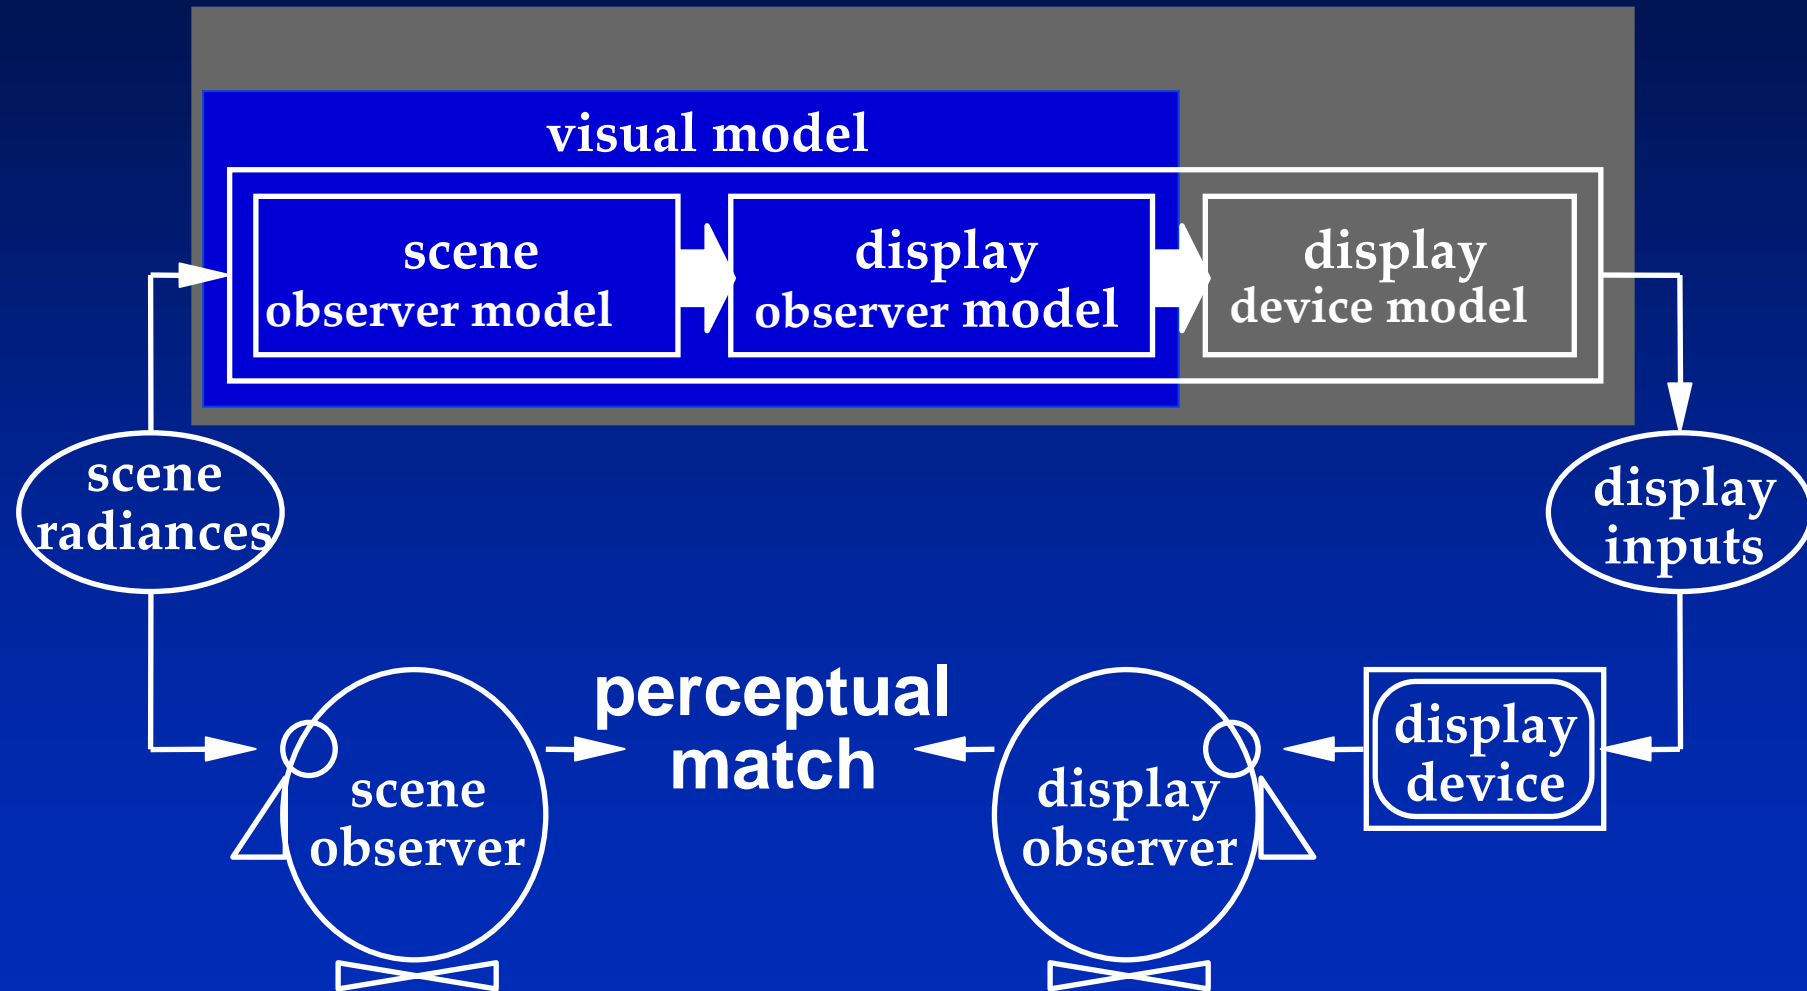 visual model
scene
observer model
display
observer model
display
device model
scene
radiances
display
inputs
perceptual
match
scene
observer
display
observer
display
device